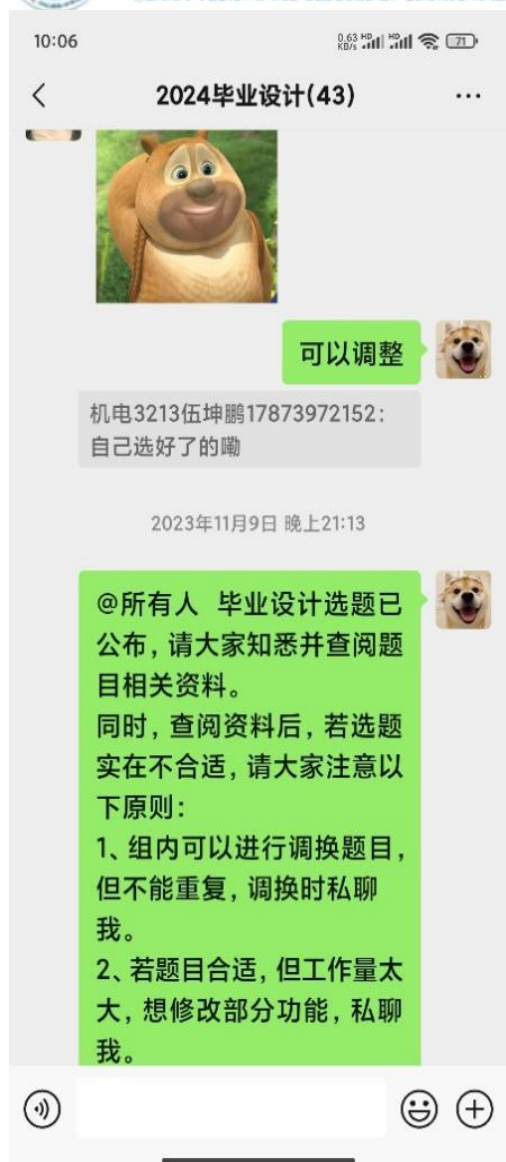 10:06
0.63 KB/s HD HD 71
2024毕业设计(43)
可以调整
机电3213伍坤鹏17873972152:
自己选好了的嘞
2023年11月9日 晚上21:13
@所有人 毕业设计选题已
公布，请大家知悉并查阅题
目相关资料。
同时，查阅资料后，若选题
实在不合适，请大家注意以
下原则：
1、组内可以进行调换题目，
但不能重复，调换时私聊
我。
2、若题目合适，但工作量太
大，想修改部分功能，私聊
我。